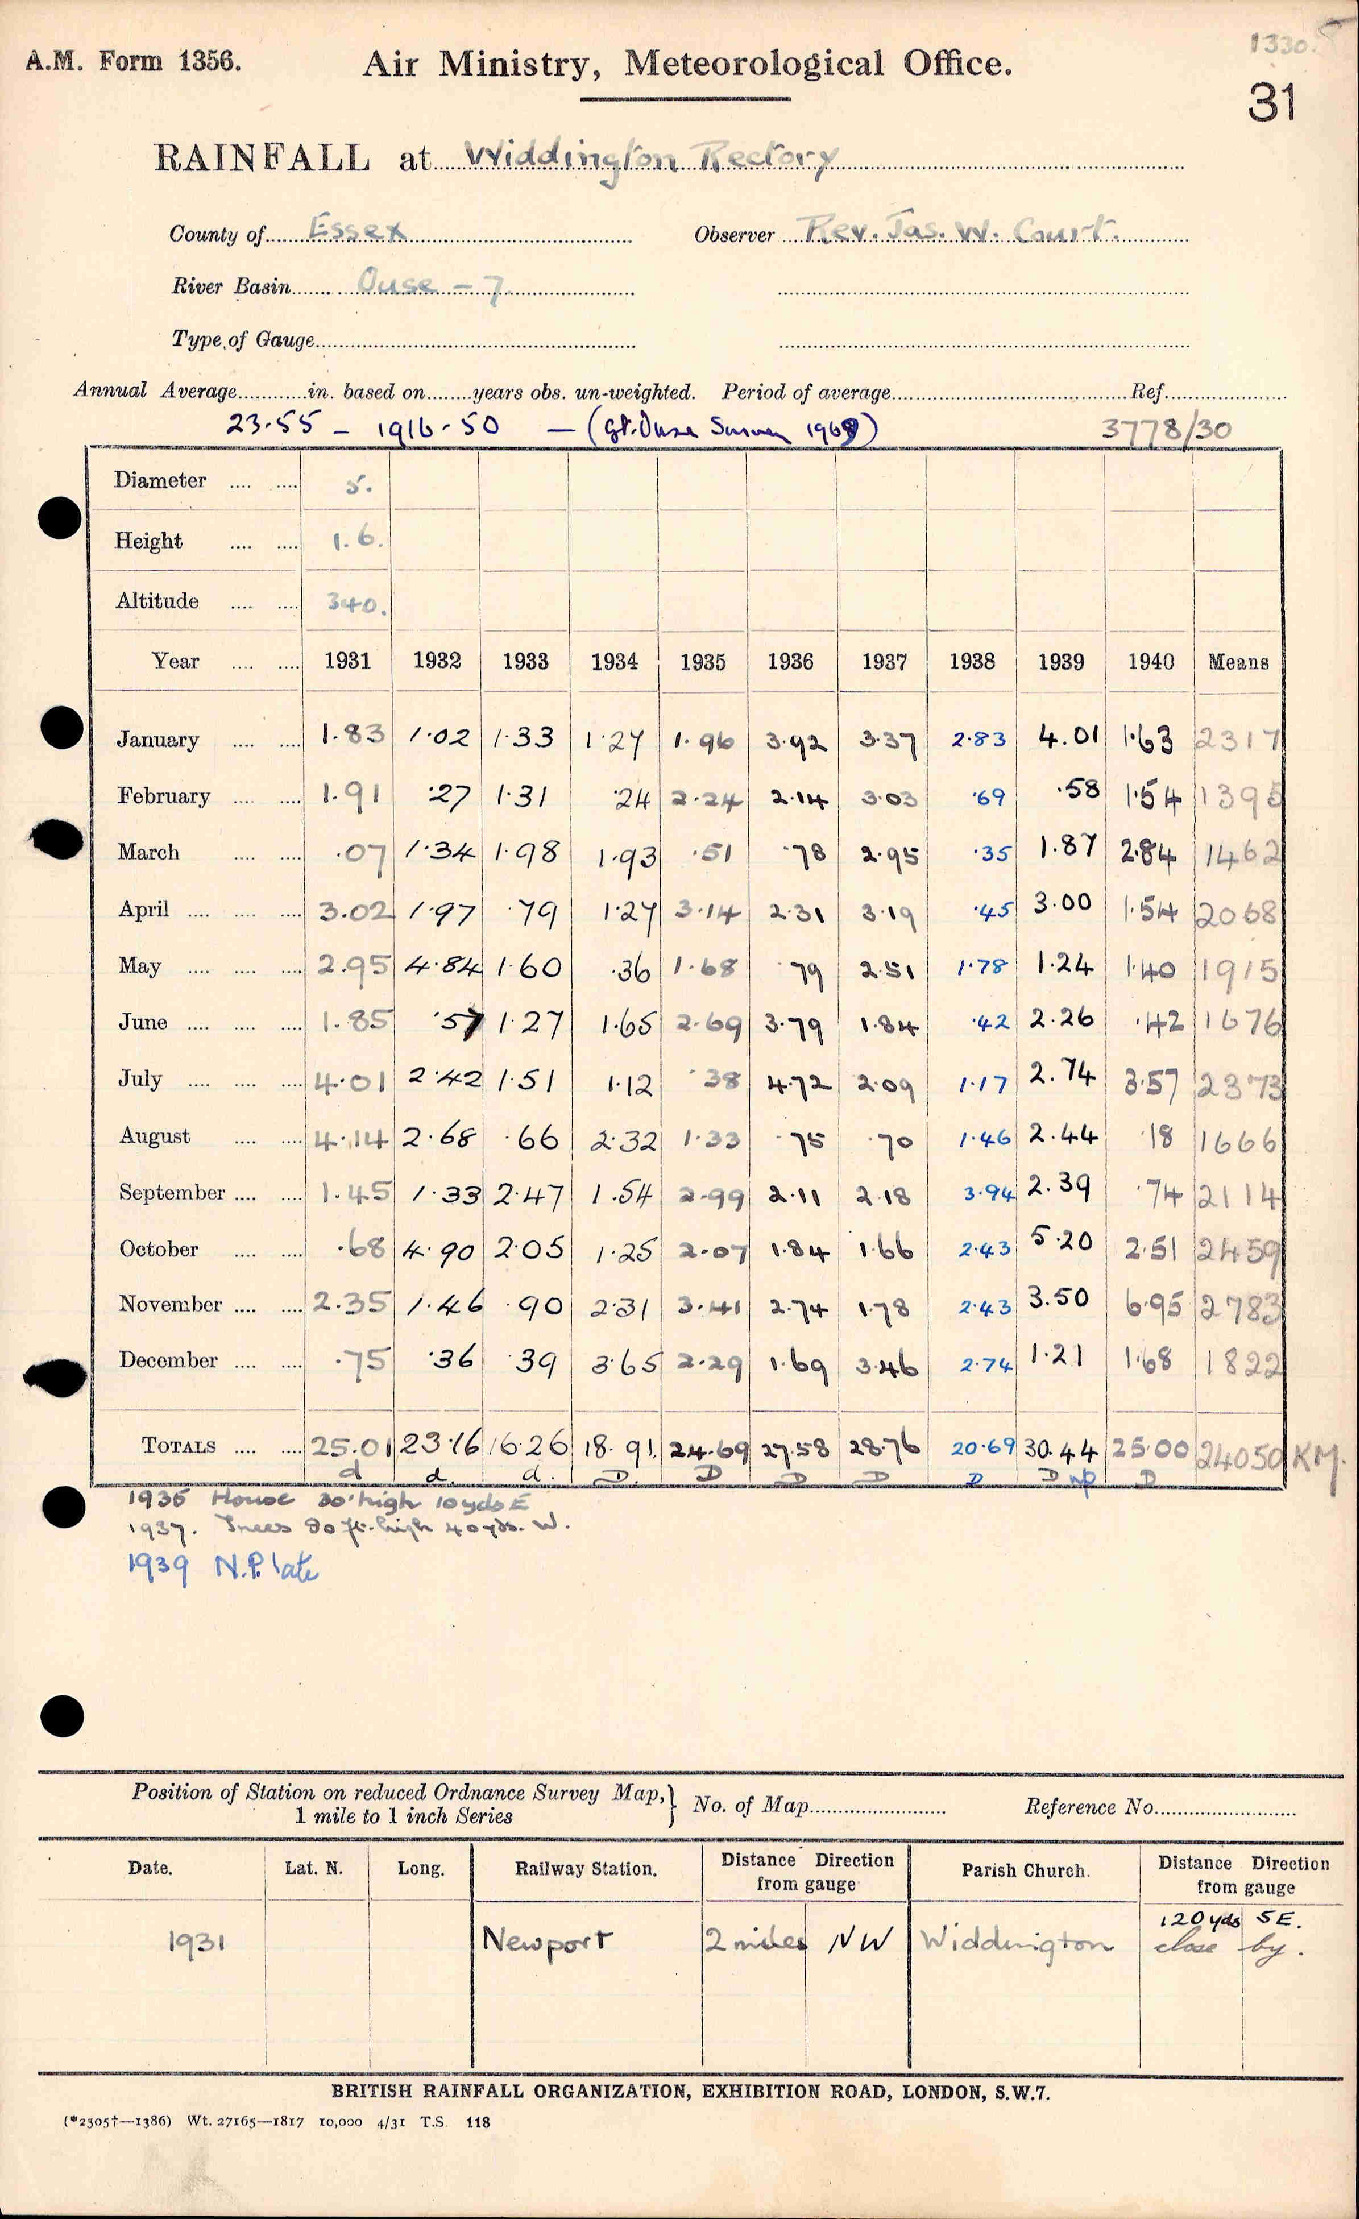 1330.
A.M. Form 1356.
Air Ministry, Meteorological Office.
31
RAINFALL at Widdington Rectory
County of Essex Observer Rev. Jas. W. Court.
River Basin Ouse - 7
Type of Gauge
Annual Average in. based on years obs. un-weighted. Period of average Ref.
23.55 - 1916-50 - (Gt. Ouse Survey 196) 3778/30
Diameter 5.
Height 1.6.
Altitude 340.
Year 1931 1932 1933 1934 1935 1936 1937 1938 1939 1940 Means
January 1.83 1.02 1.33 1.27 1.96 3.92 3.37 2.83 4.01 1.63 2317
February 1.91 .27 1.31 .24 2.24 2.14 3.03 .69 .58 1.54 1395
March .07 1.34 1.98 1.93 .51 .78 2.95 .35 1.87 2.84 1462
April 3.02 1.97 .79 1.27 3.14 2.31 3.19 .45 3.00 1.54 2068
May 2.95 4.84 1.60 .36 1.68 .79 2.51 1.78 1.24 1.40 1915
June 1.85 .57 1.27 1.65 2.69 3.79 1.84 .42 2.26 .42 1676
July 4.01 2.42 1.51 1.12 .38 4.72 2.09 1.17 2.74 3.57 2373
August 4.14 2.68 .66 2.32 1.33 .75 .70 1.46 2.44 .18 1666
September 1.45 1.33 2.47 1.54 2.99 2.11 2.18 3.94 2.39 .74 2114
October .68 4.90 2.05 1.25 2.07 1.84 1.66 2.43 5.20 2.51 2459
November 2.35 1.46 .90 2.31 3.41 2.74 1.78 2.43 3.50 6.95 2783
December .75 .36 .39 3.65 2.29 1.69 3.46 2.74 1.21 1.68 1822
TOTALS 25.01 23.16 16.26 18.91 24.69 27.58 28.76 20.69 30.44 25.00 24050 KM.
d d. d. D. D D D D D NP D
1935 House 30' high 10 yds E
1937. Trees 80 ft. high 40 yds. W.
1939 N.P. late
Position of Station on reduced Ordnance Survey Map, } No. of Map Reference No.
1 mile to 1 inch Series
Date. Lat. N. Long. Railway Station. Distance Direction from gauge Parish Church. Distance Direction from gauge
120 yds SE.
1931 Newport 2 miles NW Widdington close by.
BRITISH RAINFALL ORGANIZATION, EXHIBITION ROAD, LONDON, S.W.7.
(*2305†—1386) Wt. 27165—1817 10,000 4/31 T.S. 118